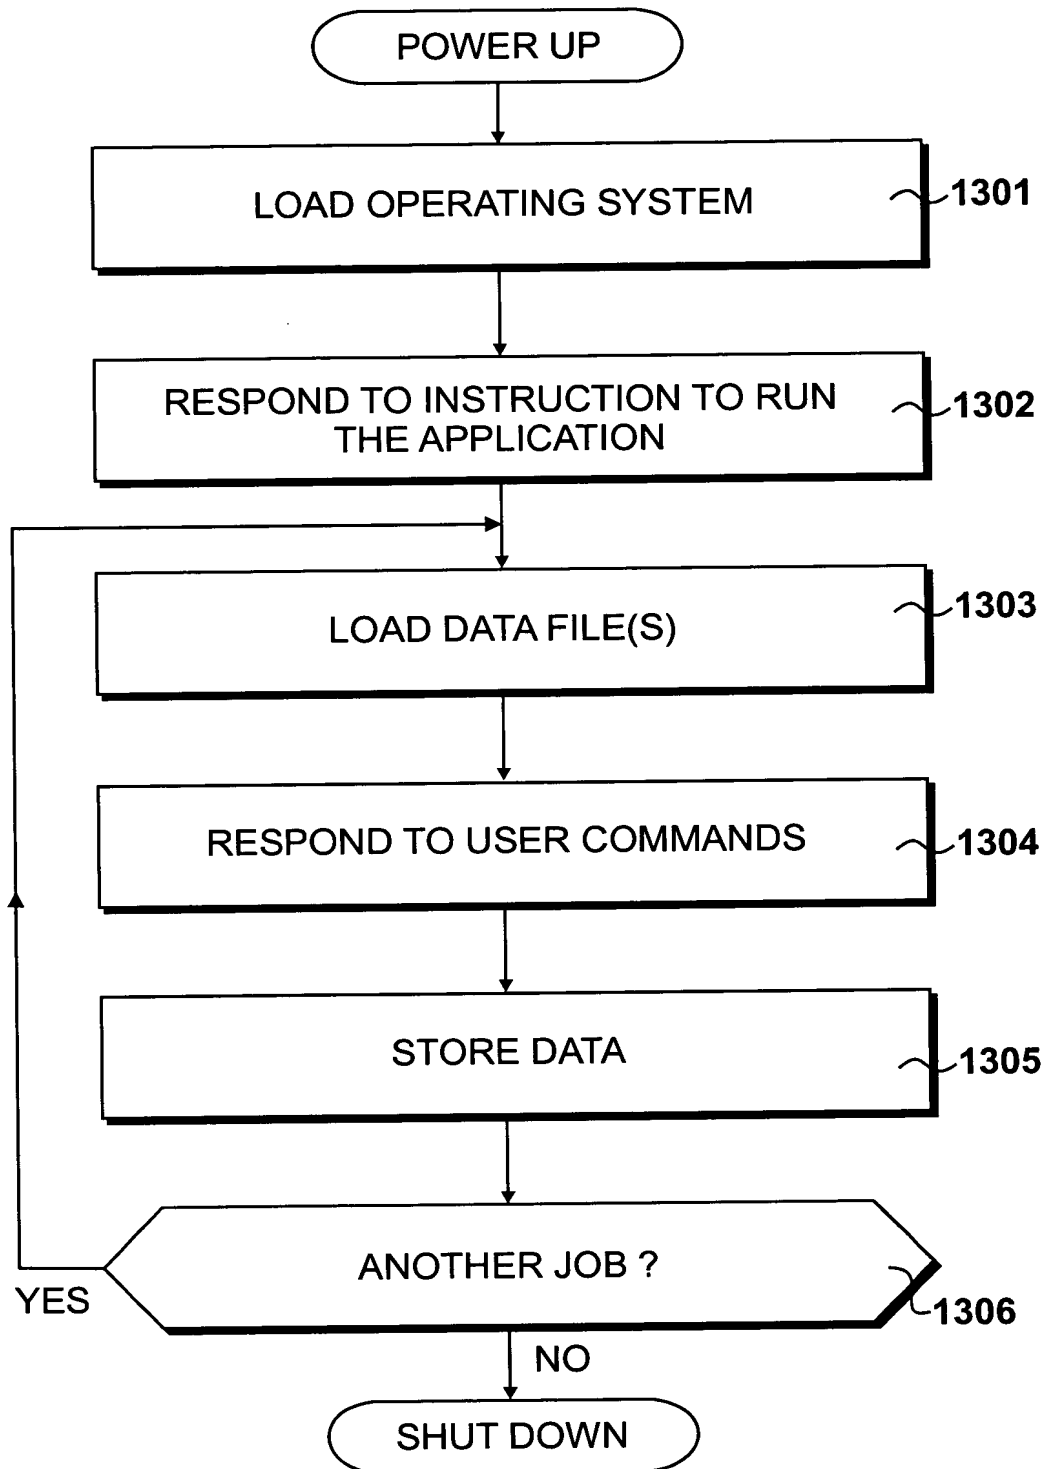 POWER UP
LOAD OPERATING SYSTEM
1301
RESPOND TO INSTRUCTION TO RUN
THE APPLICATION
1302
LOAD DATA FILE(S)
1303
RESPOND TO USER COMMANDS
1304
STORE DATA
1305
ANOTHER JOB ?
1306
YES
NO
SHUT DOWN